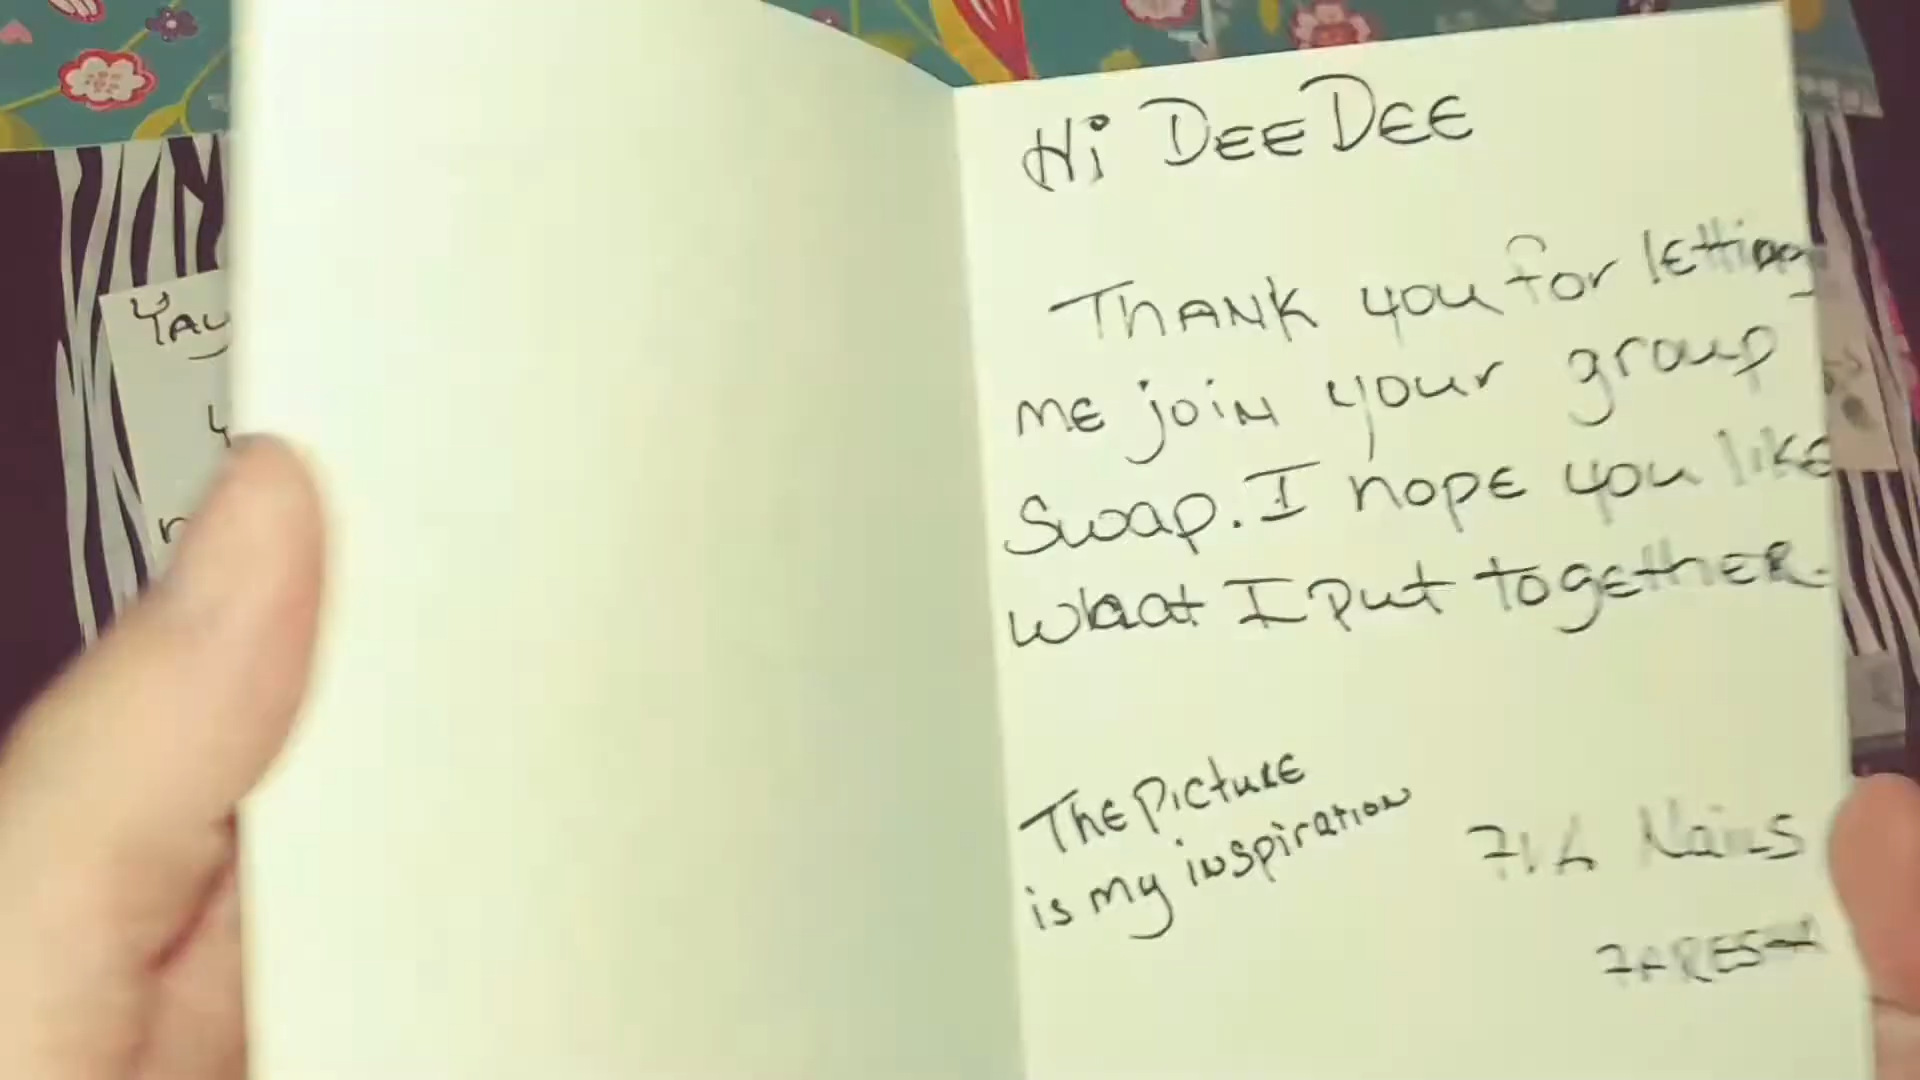 Hi DEEDEE
THANK you for letting
ME join your group
Swap. I hope you like
what I put together.
The Picture
is my inspiration
YAY